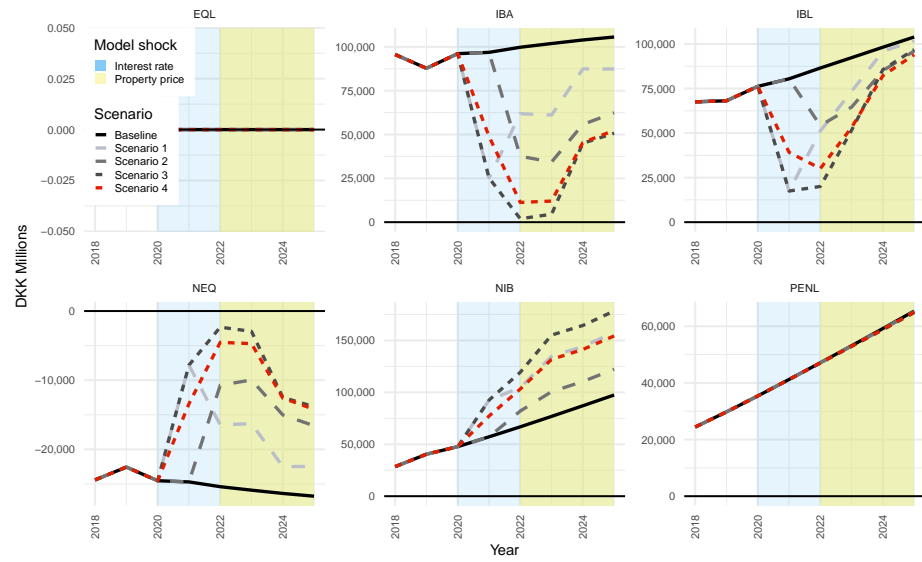 EQL
IBA
IBL
0.050
0.025
0.000
−0.025
−0.050
Model shock
Interest rate
Property price
Scenario
Baseline
Scenario 1
Scenario 2
Scenario 3
Scenario 4
100,000
75,000
50,000
25,000
0
100,000
75,000
50,000
25,000
0
2018
2020
2022
2024
2018
2020
2022
2024
2018
2020
2022
2024
DKK Millions
NEQ
NIB
PENL
0
−10,000
−20,000
150,000
100,000
50,000
0
60,000
40,000
20,000
0
2018
2020
2022
2024
2018
2020
2022
2024
2018
2020
2022
2024
Year